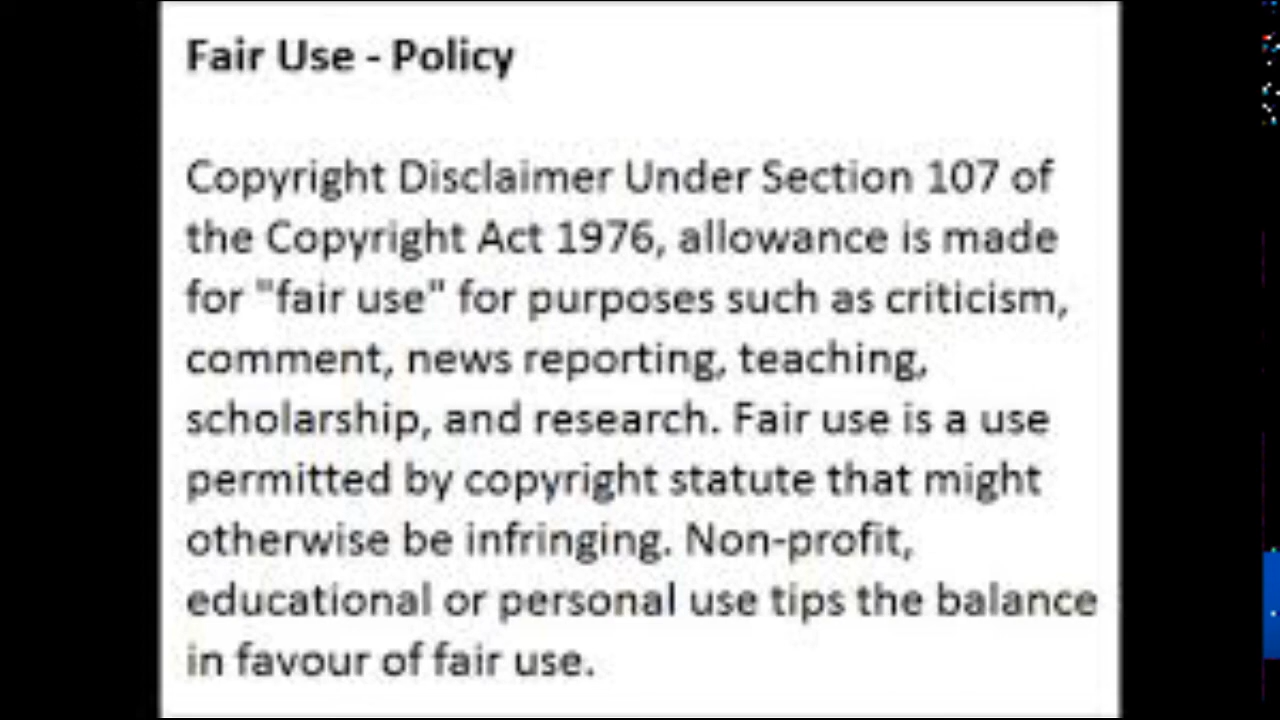 Fair Use - Policy
Copyright Disclaimer Under Section 107 of
the Copyright Act 1976, allowance is made
for "fair use" for purposes such as criticism,
comment, news reporting, teaching,
scholarship, and research. Fair use is a use
permitted by copyright statute that might
otherwise be infringing. Non-profit,
educational or personal use tips the balance
in favour of fair use.